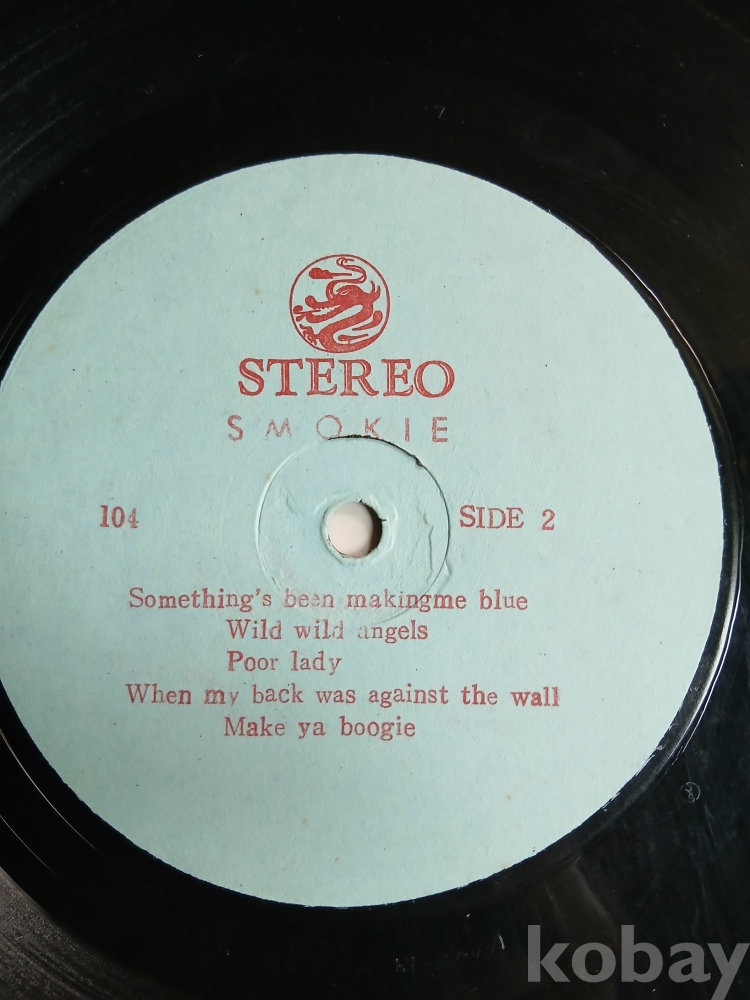 STEREO
SMOKIE
104 SIDE 2
Something's been makingme blue
Wild wild angels
Poor lady
When my back was against the wall
Make ya boogie
kobay